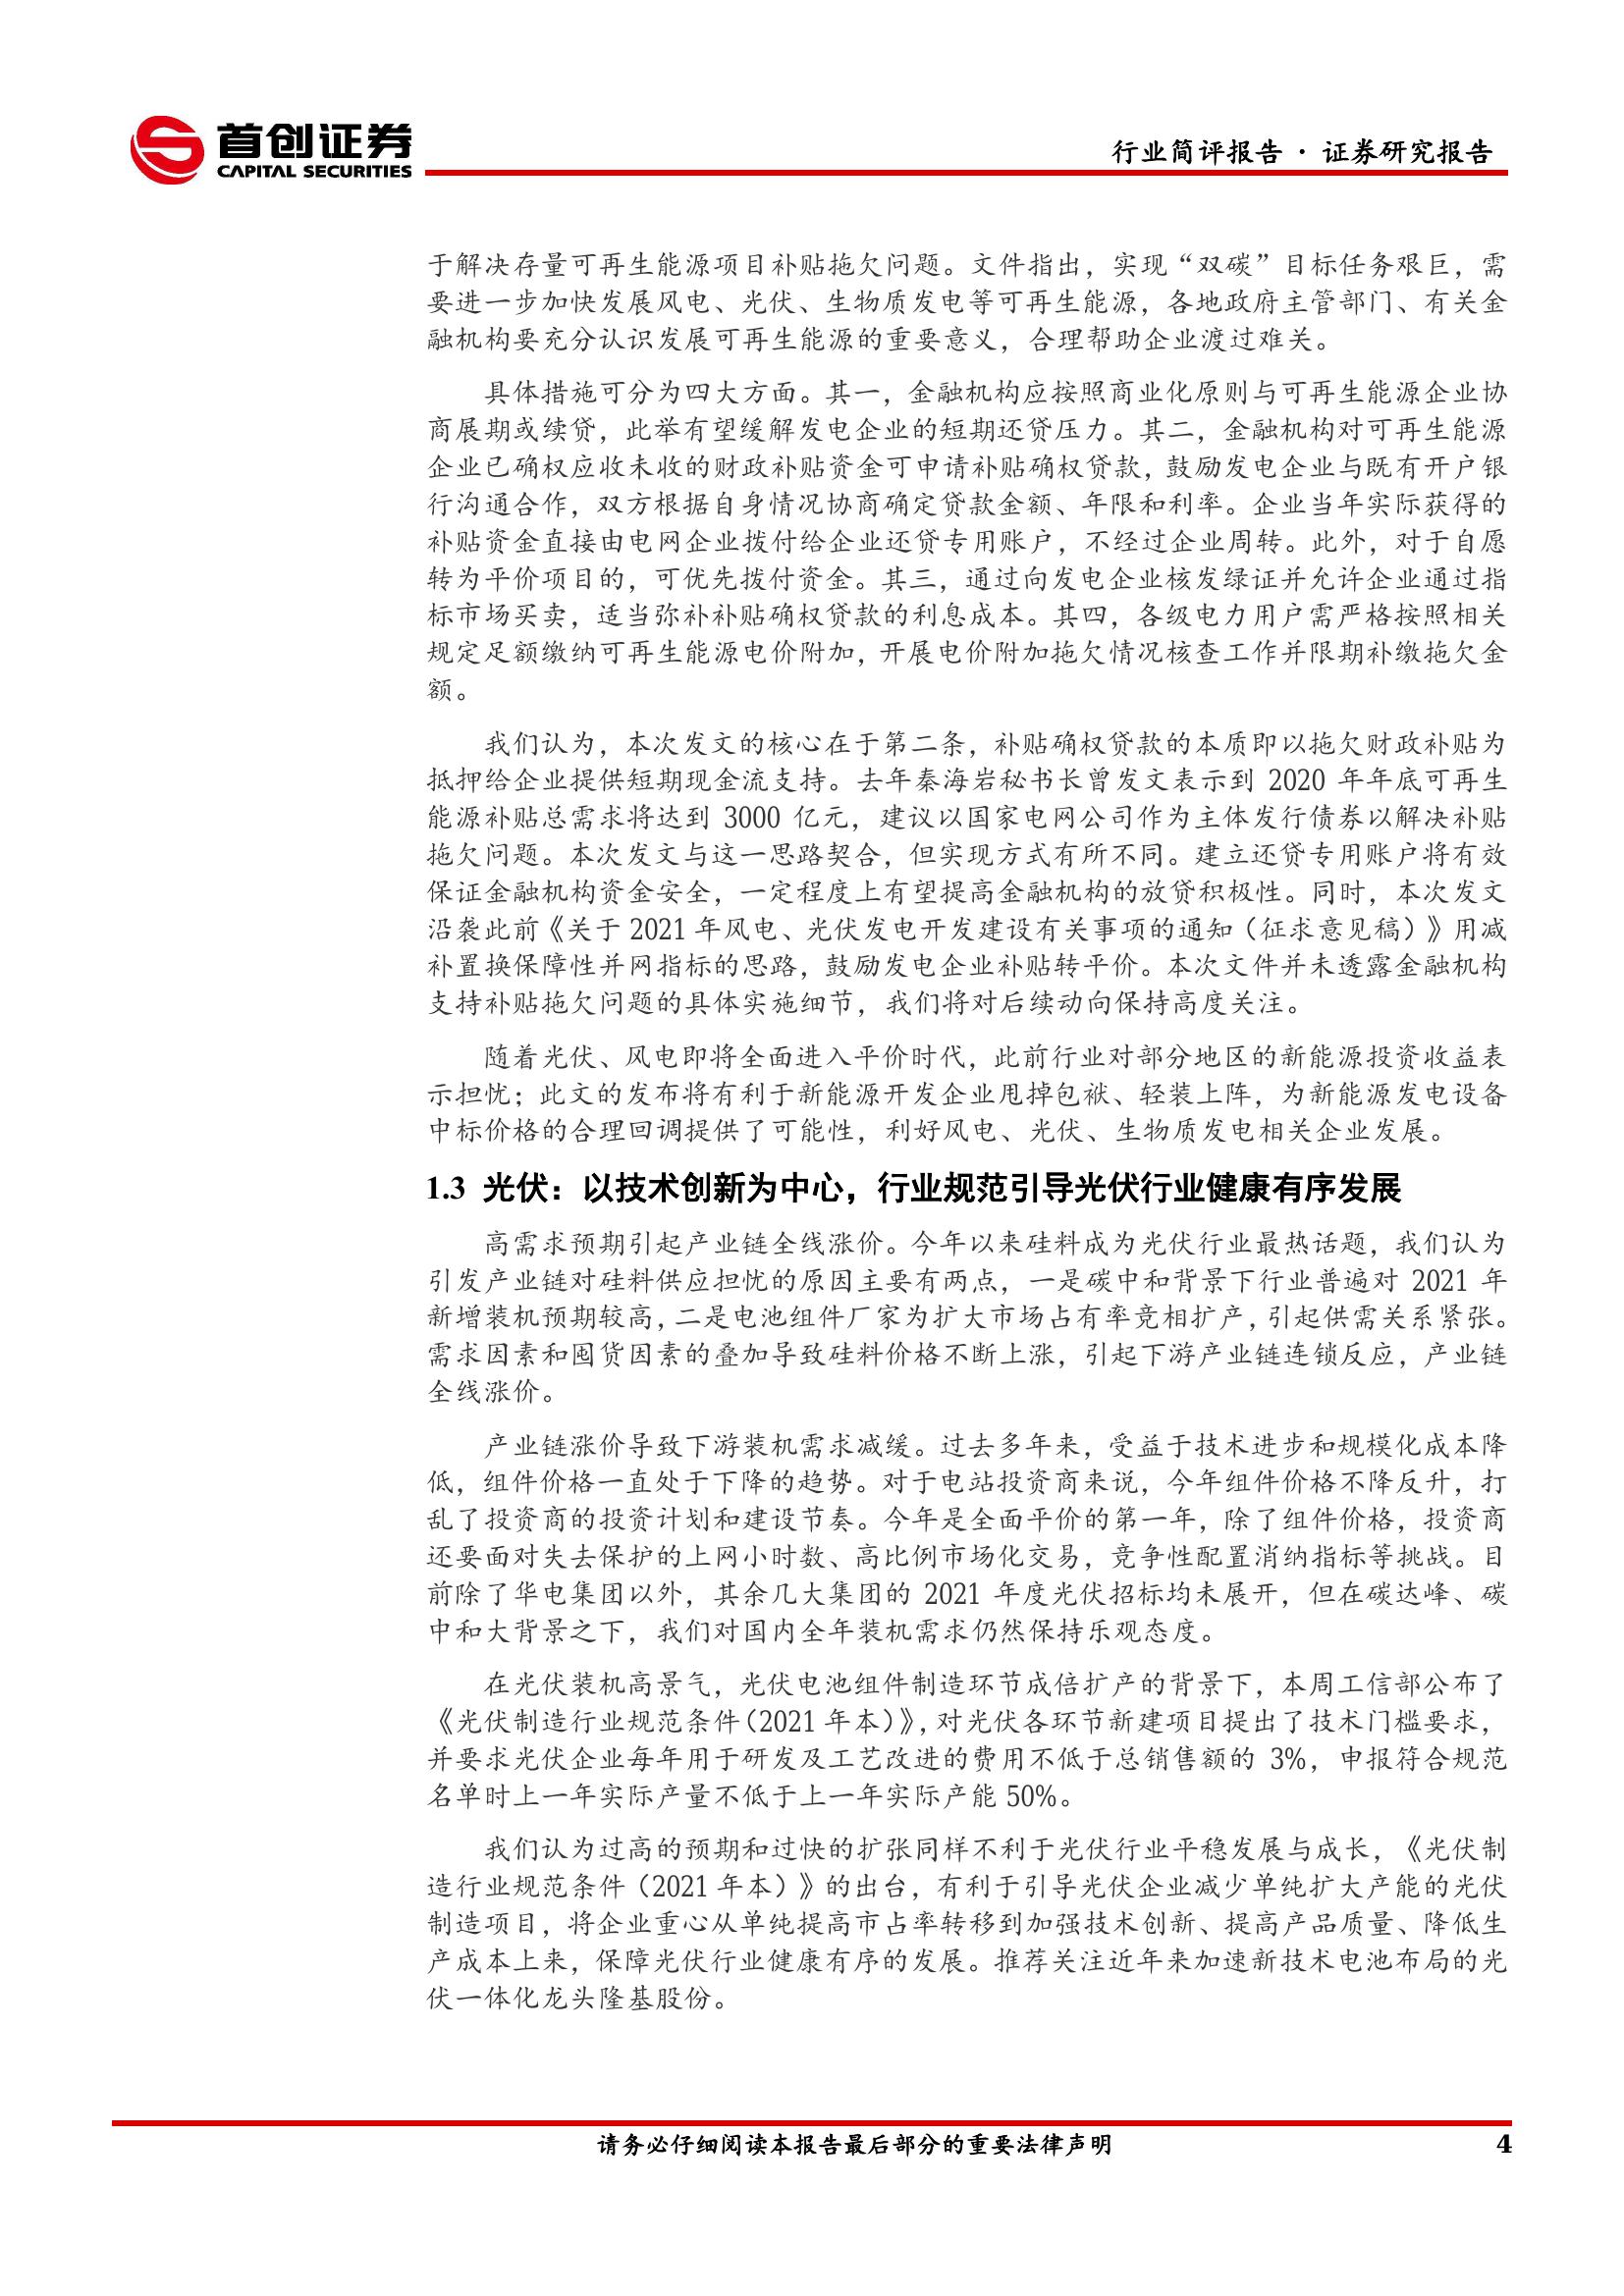 首创证券
CAPITAL SECURITIES
行业简评报告 · 证券研究报告
于解决存量可再生能源项目补贴拖欠问题。文件指出，实现“双碳”目标任务艰巨，需
要进一步加快发展风电、光伏、生物质发电等可再生能源，各地政府主管部门、有关金
融机构要充分认识发展可再生能源的重要意义，合理帮助企业渡过难关。
具体措施可分为四大方面。其一，金融机构应按照商业化原则与可再生能源企业协
商展期或续贷，此举有望缓解发电企业的短期还贷压力。其二，金融机构对可再生能源
企业已确权应收未收的财政补贴资金可申请补贴确权贷款，鼓励发电企业与既有开户银
行沟通合作，双方根据自身情况协商确定贷款金额、年限和利率。企业当年实际获得的
补贴资金直接由电网企业拨付给企业还贷专用账户，不经过企业周转。此外，对于自愿
转为平价项目的，可优先拨付资金。其三，通过向发电企业核发绿证并允许企业通过指
标市场买卖，适当弥补补贴确权贷款的利息成本。其四，各级电力用户需严格按照相关
规定足额缴纳可再生能源电价附加，开展电价附加拖欠情况核查工作并限期补缴拖欠金
额。
我们认为，本次发文的核心在于第二条，补贴确权贷款的本质即以拖欠财政补贴为
抵押给企业提供短期现金流支持。去年秦海岩秘书长曾发文表示到 2020 年年底可再生
能源补贴总需求将达到 3000 亿元，建议以国家电网公司作为主体发行债券以解决补贴
拖欠问题。本次发文与这一思路契合，但实现方式有所不同。建立还贷专用账户将有效
保证金融机构资金安全，一定程度上有望提高金融机构的放贷积极性。同时，本次发文
沿袭此前《关于 2021 年风电、光伏发电开发建设有关事项的通知（征求意见稿）》用减
补置换保障性并网指标的思路，鼓励发电企业补贴转平价。本次文件并未透露金融机构
支持补贴拖欠问题的具体实施细节，我们将对后续动向保持高度关注。
随着光伏、风电即将全面进入平价时代，此前行业对部分地区的新能源投资收益表
示担忧；此文的发布将有利于新能源开发企业甩掉包袱、轻装上阵，为新能源发电设备
中标价格的合理回调提供了可能性，利好风电、光伏、生物质发电相关企业发展。
1.3 光伏：以技术创新为中心，行业规范引导光伏行业健康有序发展
高需求预期引起产业链全线涨价。今年以来硅料成为光伏行业最热话题，我们认为
引发产业链对硅料供应担忧的原因主要有两点，一是碳中和背景下行业普遍对 2021 年
新增装机预期较高，二是电池组件厂家为扩大市场占有率竞相扩产，引起供需关系紧张。
需求因素和囤货因素的叠加导致硅料价格不断上涨，引起下游产业链连锁反应，产业链
全线涨价。
产业链涨价导致下游装机需求减缓。过去多年来，受益于技术进步和规模化成本降
低，组件价格一直处于下降的趋势。对于电站投资商来说，今年组件价格不降反升，打
乱了投资商的投资计划和建设节奏。今年是全面平价的第一年，除了组件价格，投资商
还要面对失去保护的上网小时数、高比例市场化交易，竞争性配置消纳指标等挑战。目
前除了华电集团以外，其余几大集团的 2021 年度光伏招标均未展开，但在碳达峰、碳
中和大背景之下，我们对国内全年装机需求仍然保持乐观态度。
在光伏装机高景气，光伏电池组件制造环节成倍扩产的背景下，本周工信部公布了
《光伏制造行业规范条件（2021 年本）》，对光伏各环节新建项目提出了技术门槛要求，
并要求光伏企业每年用于研发及工艺改进的费用不低于总销售额的 3%，申报符合规范
名单时上一年实际产量不低于上一年实际产能 50%。
我们认为过高的预期和过快的扩张同样不利于光伏行业平稳发展与成长，《光伏制
造行业规范条件（2021 年本）》的出台，有利于引导光伏企业减少单纯扩大产能的光伏
制造项目，将企业重心从单纯提高市占率转移到加强技术创新、提高产品质量、降低生
产成本上来，保障光伏行业健康有序的发展。推荐关注近年来加速新技术电池布局的光
伏一体化龙头隆基股份。
请务必仔细阅读本报告最后部分的重要法律声明
4